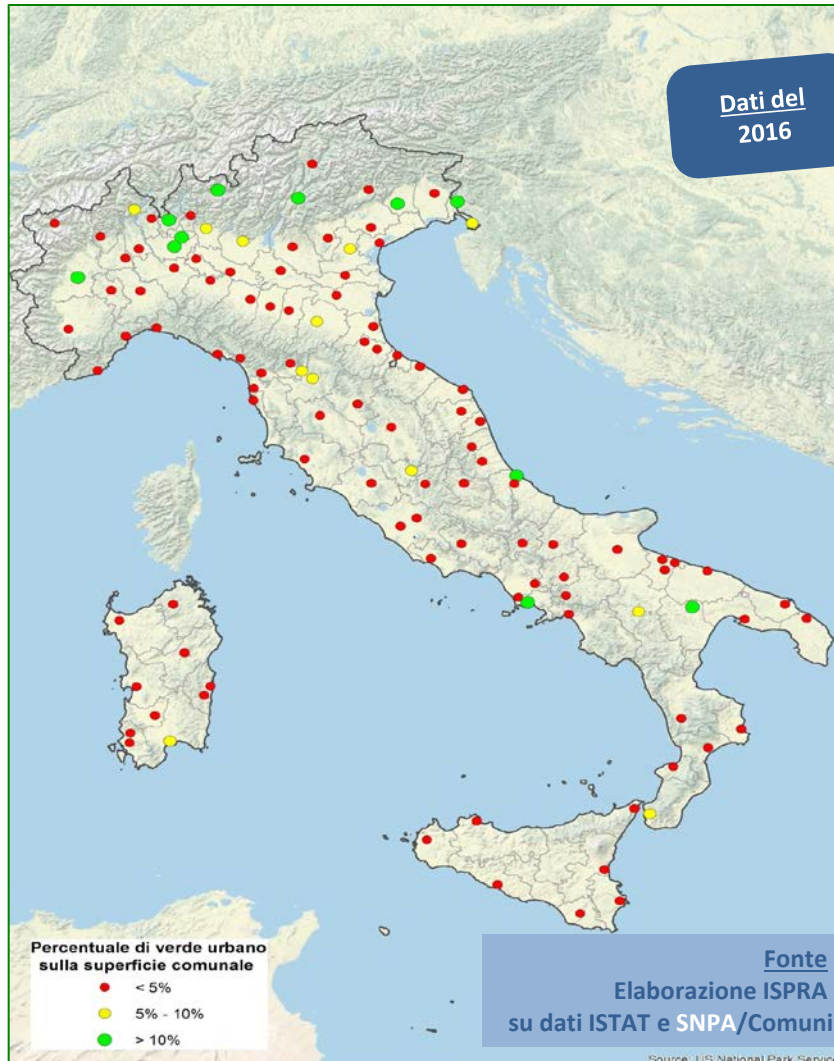 Dati del
2016
Percentuale di verde urbano
sulla superficie comunale
< 5%
5% - 10%
> 10%
Fonte
Elaborazione ISPRA
su dati ISTAT e SNPA/Comuni
Source: US National Park Service